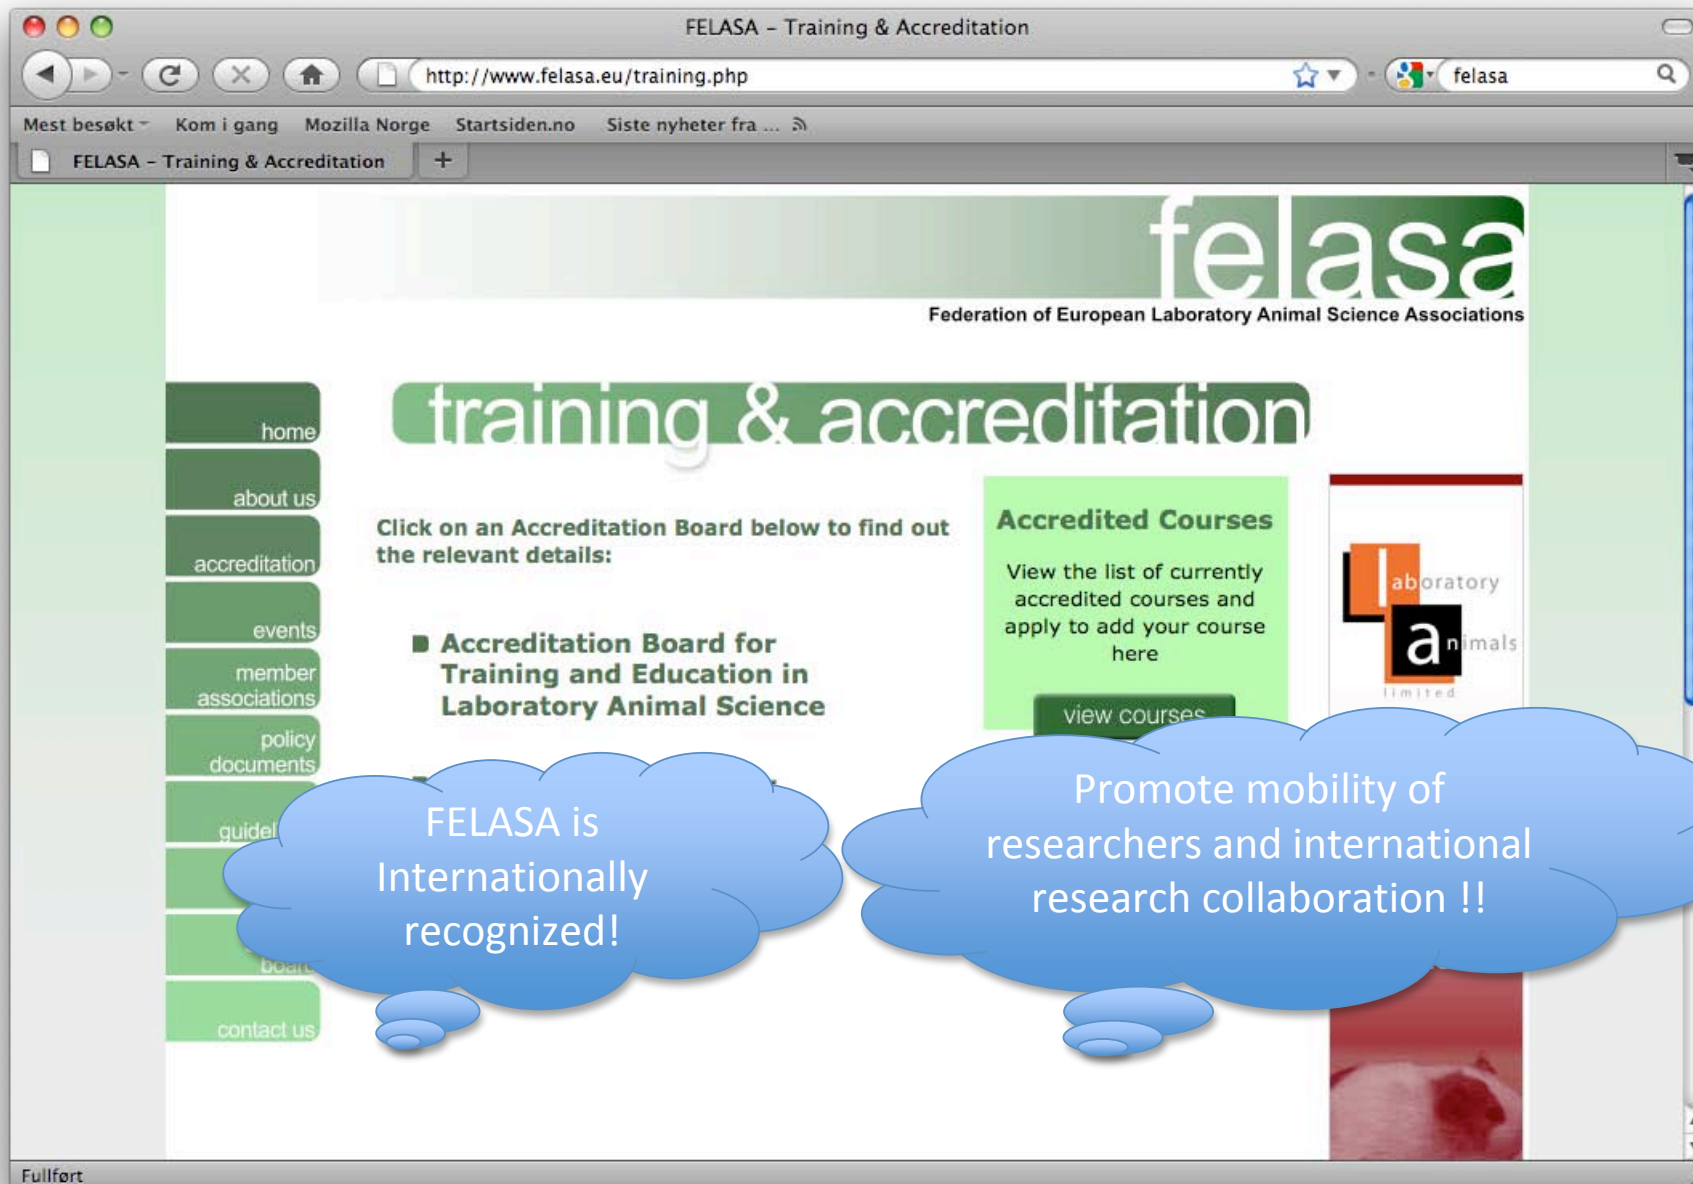 FELASA – Training & Accreditation
http://www.felasa.eu/training.php
felasa
Mest besøkt
Kom i gang
Mozilla Norge
Startsiden.no
Siste nyheter fra ...
FELASA – Training & Accreditation
+
felasa
Federation of European Laboratory Animal Science Associations
training & accreditation
home
about us
accreditation
events
member
associations
policy
documents
contact us
Click on an Accreditation Board below to find out
the relevant details:
Accreditation Board for
Training and Education in
Laboratory Animal Science
Accredited Courses
View the list of currently
accredited courses and
apply to add your course
here
view courses
laboratory
animals
limited
FELASA is
Internationally
recognized!
Promote mobility of
researchers and international
research collaboration !!
Fullført